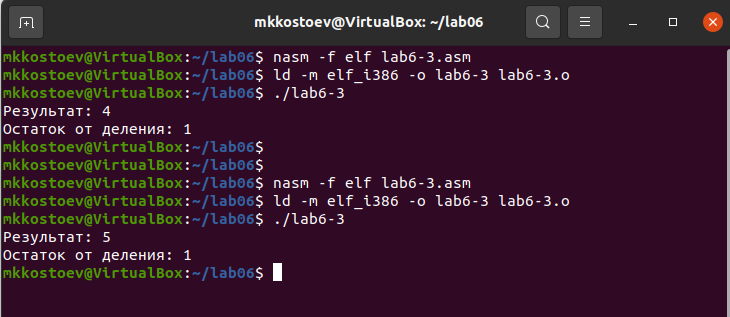 mkkostoev@VirtualBox: ~/lab06
mkkostoev@VirtualBox:~/lab06$ nasm -f elf lab6-3.asm
mkkostoev@VirtualBox:~/lab06$ ld -m elf_i386 -o lab6-3 lab6-3.o
mkkostoev@VirtualBox:~/lab06$ ./lab6-3
Результат: 4
Остаток от деления: 1
mkkostoev@VirtualBox:~/lab06$
mkkostoev@VirtualBox:~/lab06$
mkkostoev@VirtualBox:~/lab06$ nasm -f elf lab6-3.asm
mkkostoev@VirtualBox:~/lab06$ ld -m elf_i386 -o lab6-3 lab6-3.o
mkkostoev@VirtualBox:~/lab06$ ./lab6-3
Результат: 5
Остаток от деления: 1
mkkostoev@VirtualBox:~/lab06$